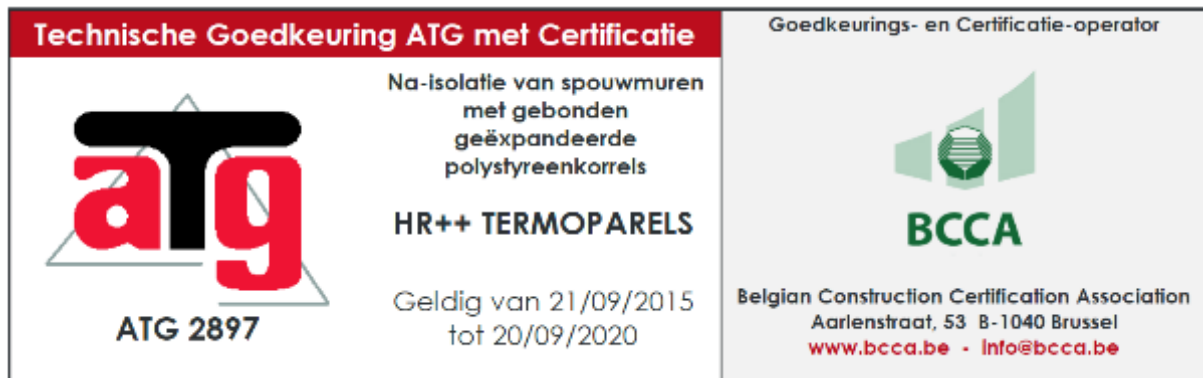 Technische Goedkeuring ATG met Certificatie
Na-isolatie van spouwmuren
met gebonden
geëxpandeerde
polystyreenkorrels
HR++ TERMOPARELS
Geldig van 21/09/2015
tot 20/09/2020
aTg
ATG 2897
Goedkeurings- en Certificatie-operator
BCCA
Belgian Construction Certification Association
Aarlenstraat, 53 B-1040 Brussel
www.bcca.be - info@bcca.be